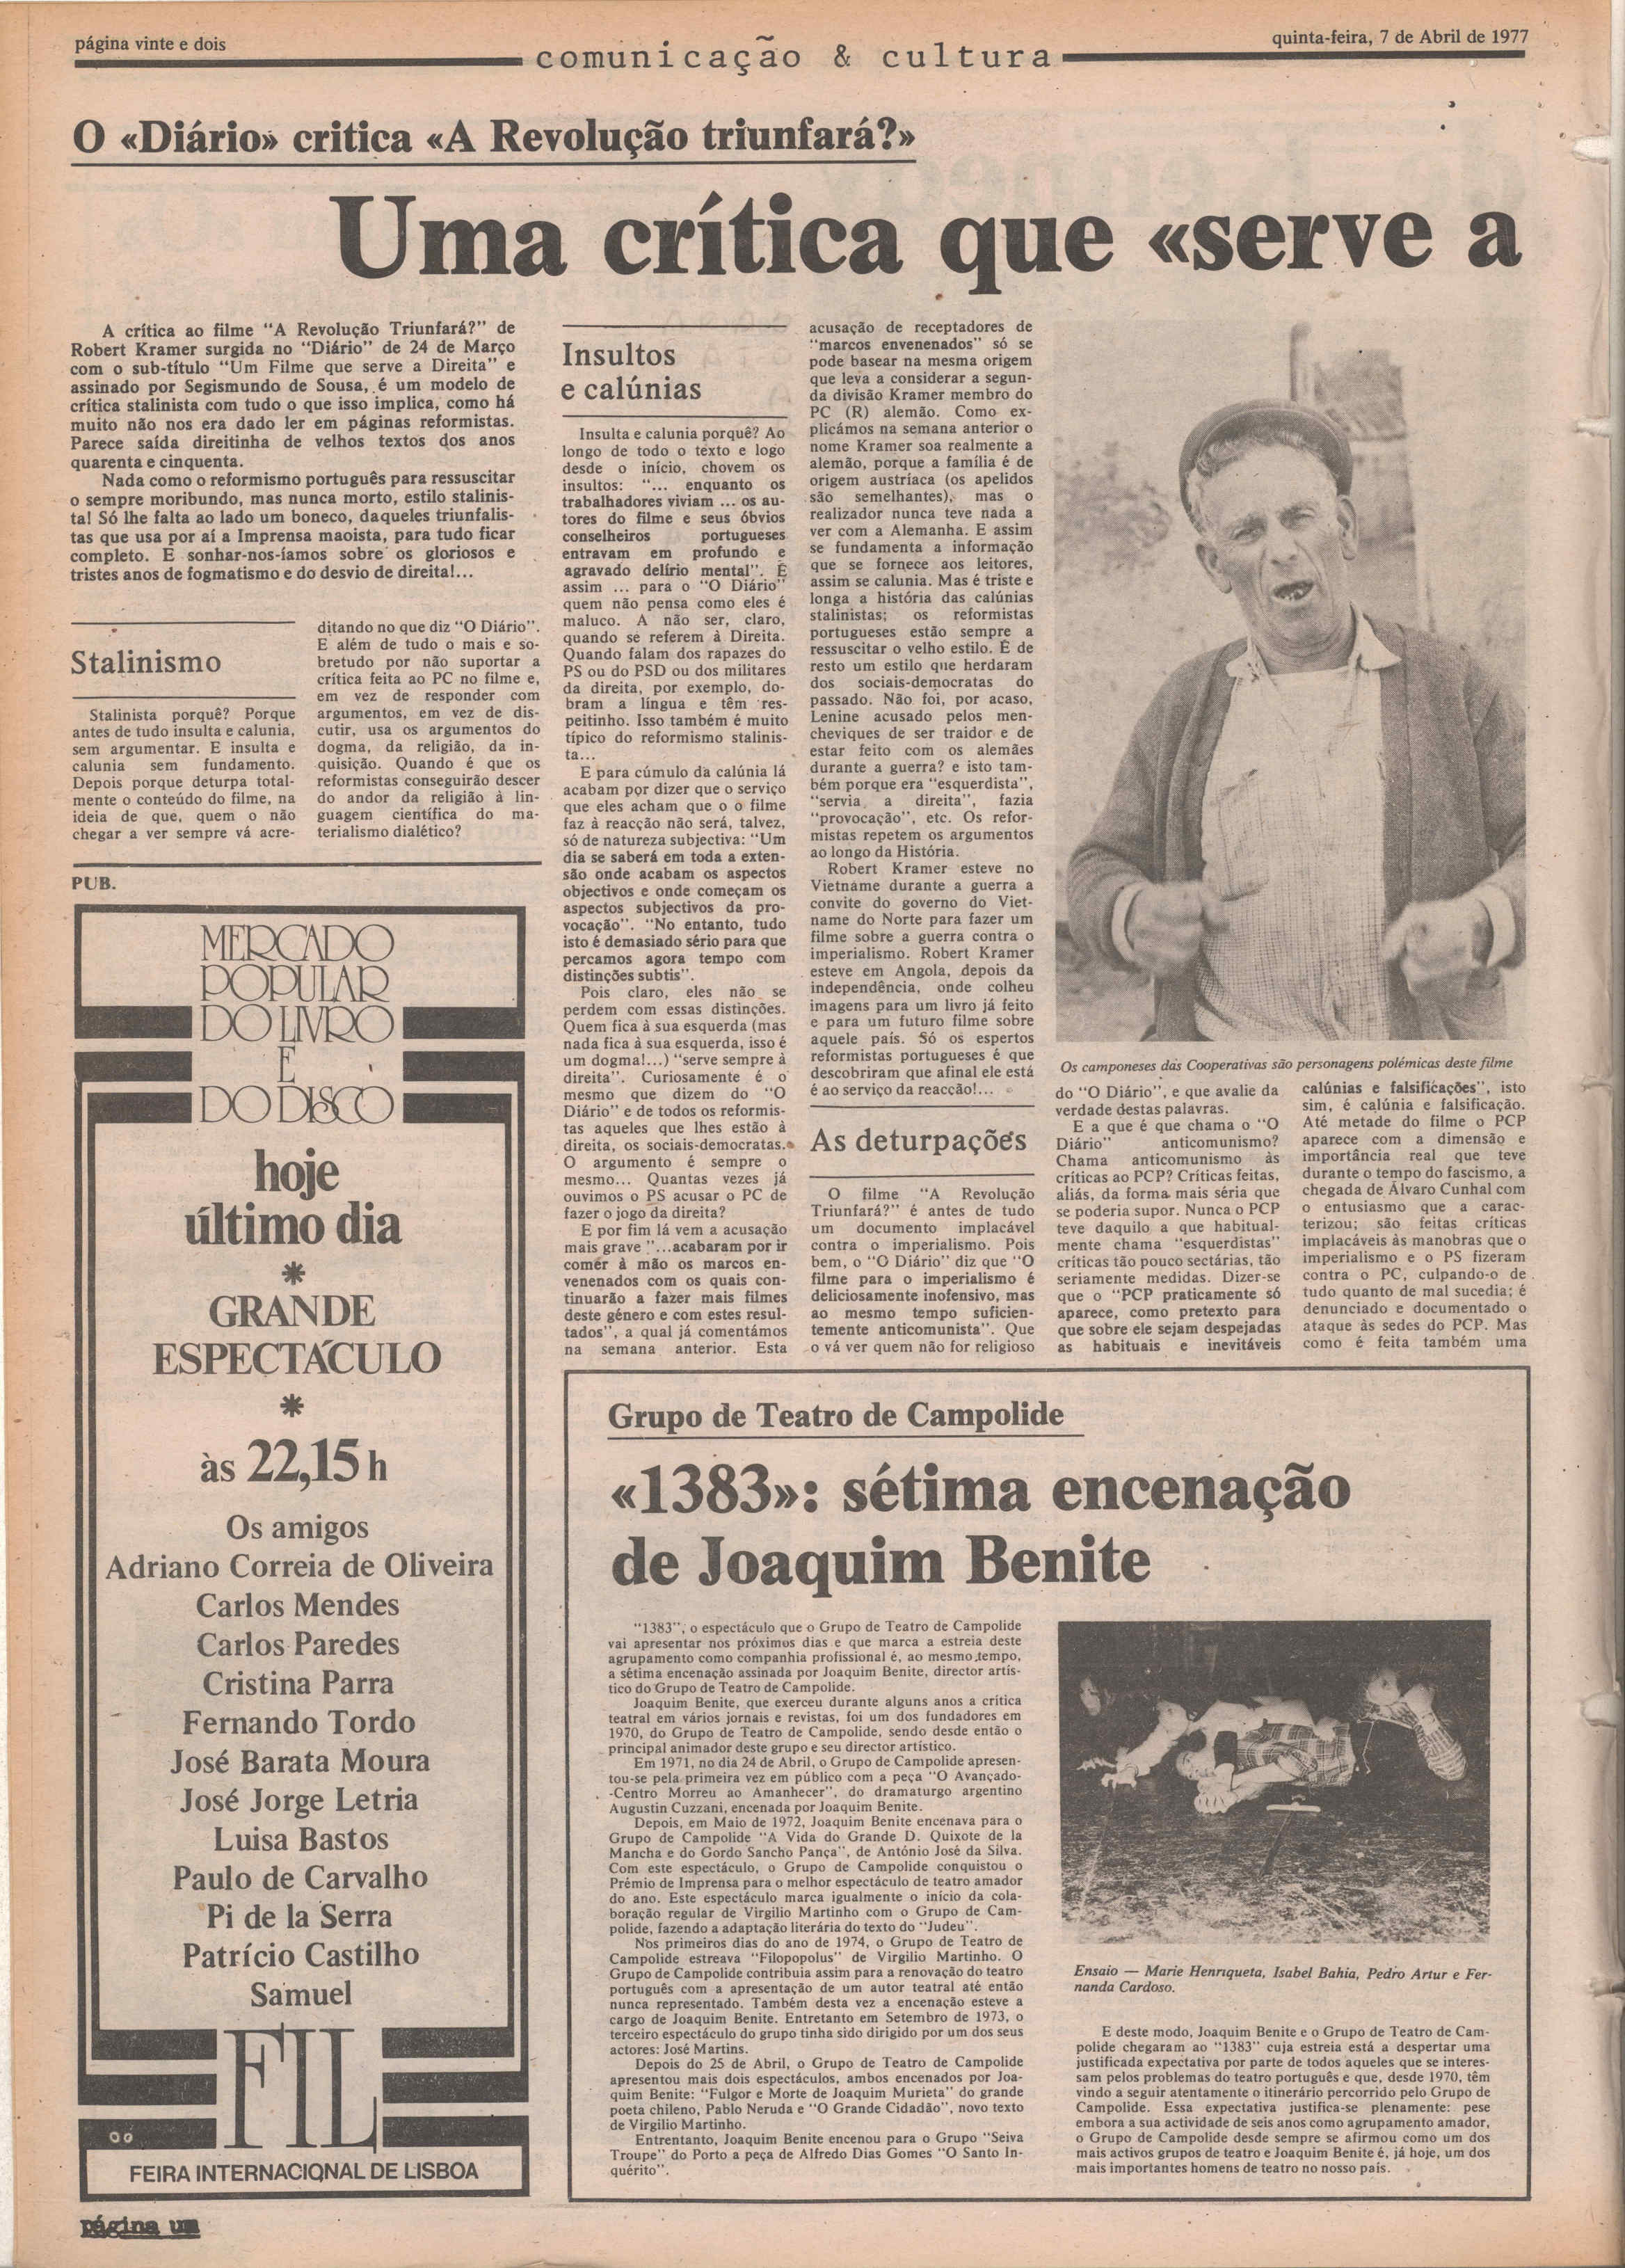 página vinte e dois
comunicação & cultura
quinta-feira, 7 de Abril de 1977
O «Diário» critica «A Revolução triunfará?»
Uma crítica que «serve a
A crítica ao filme "A Revolução Triunfará?" de
Robert Kramer surgida no "Diário" de 24 de Março
com o sub-título "Um Filme que serve a Direita" e
assinado por Segismundo de Sousa, é um modelo de
crítica stalinista com tudo o que isso implica, como há
muito não nos era dado ler em páginas reformistas.
Parece saída direitinha de velhos textos dos anos
quarenta e cinquenta.
Nada como o reformismo português para ressuscitar
o sempre moribundo, mas nunca morto, estilo stalinis-
ta! Só lhe falta ao lado um boneco, daqueles triunfalis-
tas que usa por aí a Imprensa maoista, para tudo ficar
completo. E sonhar-nos-íamos sobre os gloriosos e
tristes anos de fogmatismo e do desvio de direita!...
Stalinismo
Stalinista porquê? Porque
antes de tudo insulta e calunia,
sem argumentar. E insulta e
calunia sem fundamento.
Depois porque deturpa total-
mente o conteúdo do filme, na
ideia de que, quem o não
chegar a ver sempre vá acre-
ditando no que diz "O Diário".
E além de tudo o mais e so-
bretudo por não suportar a
crítica feita ao PC no filme e,
em vez de responder com
argumentos, em vez de dis-
cutir, usa os argumentos do
dogma, da religião, da in-
quisição. Quando é que os
reformistas conseguirão descer
do andor da religião à lin-
guagem científica do ma-
terialismo dialético?
PUB.
MERCADO
POPULAR
DO LIVRO
E
DO DISCO
hoje
último dia
*
GRANDE
ESPECTÁCULO
*
às 22,15 h
Os amigos
Adriano Correia de Oliveira
Carlos Mendes
Carlos Paredes
Cristina Parra
Fernando Tordo
José Barata Moura
José Jorge Letria
Luisa Bastos
Paulo de Carvalho
Pi de la Serra
Patrício Castilho
Samuel
FIL
FEIRA INTERNACIONAL DE LISBOA
Insultos
e calúnias
Insulta e calunia porquê? Ao
longo de todo o texto e logo
desde o início, chovem os
insultos: "... enquanto os
trabalhadores viviam ... os au-
tores do filme e seus óbvios
conselheiros portugueses
entravam em profundo e
agravado delírio mental". É
assim ... para o "O Diário"
quem não pensa como eles é
maluco. A não ser, claro,
quando se referem à Direita.
Quando falam dos rapazes do
PS ou do PSD ou dos militares
da direita, por exemplo, do-
bram a língua e têm res-
peitinho. Isso também é muito
típico do reformismo stalinis-
ta...
E para cúmulo da calúnia lá
acabam por dizer que o serviço
que eles acham que o o filme
faz à reacção não será, talvez,
só de natureza subjectiva: "Um
dia se saberá em toda a exten-
são onde acabam os aspectos
objectivos e onde começam os
aspectos subjectivos da pro-
vocação". "No entanto, tudo
isto é demasiado sério para que
percamos agora tempo com
distinções subtis".
Pois claro, eles não se
perdem com essas distinções.
Quem fica à sua esquerda (mas
nada fica à sua esquerda, isso é
um dogma!...) "serve sempre à
direita". Curiosamente é o
mesmo que dizem do "O
Diário" e de todos os reformis-
tas aqueles que lhes estão à
direita, os sociais-democratas.
O argumento é sempre o
mesmo... Quantas vezes já
ouvimos o PS acusar o PC de
fazer o jogo da direita?
E por fim lá vem a acusação
mais grave "...acabaram por ir
comer à mão os marcos en-
venenados com os quais con-
tinuarão a fazer mais filmes
deste género e com estes resul-
tados", a qual já comentámos
na semana anterior. Esta
acusação de receptadores de
"marcos envenenados" só se
pode basear na mesma origem
que leva a considerar a segun-
da divisão Kramer membro do
PC (R) alemão. Como ex-
plicámos na semana anterior o
nome Kramer soa realmente a
alemão, porque a família é de
origem austríaca (os apelidos
são semelhantes), mas o
realizador nunca teve nada a
ver com a Alemanha. E assim
se fundamenta a informação
que se fornece aos leitores,
assim se calunia. Mas é triste e
longa a história das calúnias
stalinistas; os reformistas
portugueses estão sempre a
ressuscitar o velho estilo. É de
resto um estilo que herdaram
dos sociais-democratas do
passado. Não foi, por acaso,
Lenine acusado pelos men-
cheviques de ser traidor e de
estar feito com os alemães
durante a guerra? e isto tam-
bém porque era "esquerdista",
"servia a direita", fazia
"provocação", etc. Os refor-
mistas repetem os argumentos
ao longo da História.
Robert Kramer esteve no
Vietname durante a guerra a
convite do governo do Viet-
name do Norte para fazer um
filme sobre a guerra contra o
imperialismo. Robert Kramer
esteve em Angola, depois da
independência, onde colheu
imagens para um livro já feito
e para um futuro filme sobre
aquele país. Só os espertos
reformistas portugueses é que
descobriram que afinal ele está
é ao serviço da reacção!...
As deturpações
O filme "A Revolução
Triunfará?" é antes de tudo
um documento implacável
contra o imperialismo. Pois
bem, o "O Diário" diz que "O
filme para o imperialismo é
deliciosamente inofensivo, mas
ao mesmo tempo suficien-
temente anticomunista". Que
o vá ver quem não for religioso
Os camponeses das Cooperativas são personagens polémicas deste filme
do "O Diário", e que avalie da
verdade destas palavras.
E a que é que chama o "O
Diário" anticomunismo?
Chama anticomunismo às
críticas ao PCP? Críticas feitas,
aliás, da forma mais séria que
se poderia supor. Nunca o PCP
teve daquilo a que habitual-
mente chama "esquerdistas"
críticas tão pouco sectárias, tão
seriamente medidas. Dizer-se
que o "PCP praticamente só
aparece, como pretexto para
que sobre ele sejam despejadas
as habituais e inevitáveis
calúnias e falsificações", isto
sim, é calúnia e falsificação.
Até metade do filme o PCP
aparece com a dimensão e
importância real que teve
durante o tempo do fascismo, a
chegada de Álvaro Cunhal com
o entusiasmo que a carac-
terizou; são feitas críticas
implacáveis às manobras que o
imperialismo e o PS fizeram
contra o PC, culpando-o de
tudo quanto de mal sucedia; é
denunciado e documentado o
ataque às sedes do PCP. Mas
como é feita também uma
Grupo de Teatro de Campolide
«1383»: sétima encenação
de Joaquim Benite
"1383", o espectáculo que o Grupo de Teatro de Campolide
vai apresentar nos próximos dias e que marca a estreia deste
agrupamento como companhia profissional é, ao mesmo tempo,
a sétima encenação assinada por Joaquim Benite, director artís-
tico do Grupo de Teatro de Campolide.
Joaquim Benite, que exerceu durante alguns anos a crítica
teatral em vários jornais e revistas, foi um dos fundadores em
1970, do Grupo de Teatro de Campolide, sendo desde então o
principal animador deste grupo e seu director artístico.
Em 1971, no dia 24 de Abril, o Grupo de Campolide apresen-
tou-se pela primeira vez em público com a peça "O Avançado-
-Centro Morreu ao Amanhecer", do dramaturgo argentino
Augustin Cuzzani, encenada por Joaquim Benite.
Depois, em Maio de 1972, Joaquim Benite encenava para o
Grupo de Campolide "A Vida do Grande D. Quixote de la
Mancha e do Gordo Sancho Pança", de António José da Silva.
Com este espectáculo, o Grupo de Campolide conquistou o
Prémio de Imprensa para o melhor espectáculo de teatro amador
do ano. Este espectáculo marca igualmente o início da cola-
boração regular de Virgilio Martinho com o Grupo de Cam-
polide, fazendo a adaptação literária do texto do "Judeu".
Nos primeiros dias do ano de 1974, o Grupo de Teatro de
Campolide estreava "Filopopolus" de Virgilio Martinho. O
Grupo de Campolide contribuia assim para a renovação do teatro
português com a apresentação de um autor teatral até então
nunca representado. Também desta vez a encenação esteve a
cargo de Joaquim Benite. Entretanto em Setembro de 1973, o
terceiro espectáculo do grupo tinha sido dirigido por um dos seus
actores: José Martins.
Depois do 25 de Abril, o Grupo de Teatro de Campolide
apresentou mais dois espectáculos, ambos encenados por Joa-
quim Benite: "Fulgor e Morte de Joaquim Murieta" do grande
poeta chileno, Pablo Neruda e "O Grande Cidadão", novo texto
de Virgilio Martinho.
Entrentanto, Joaquim Benite encenou para o Grupo "Seiva
Troupe" do Porto a peça de Alfredo Dias Gomes "O Santo In-
quérito".
Ensaio — Marie Henriqueta, Isabel Bahia, Pedro Artur e Fer-
nanda Cardoso.
E deste modo, Joaquim Benite e o Grupo de Teatro de Cam-
polide chegaram ao "1383" cuja estreia está a despertar uma
justificada expectativa por parte de todos aqueles que se interes-
sam pelos problemas do teatro português e que, desde 1970, têm
vindo a seguir atentamente o itinerário percorrido pelo Grupo de
Campolide. Essa expectativa justifica-se plenamente: pese
embora a sua actividade de seis anos como agrupamento amador,
o Grupo de Campolide desde sempre se afirmou como um dos
mais activos grupos de teatro e Joaquim Benite é, já hoje, um dos
mais importantes homens de teatro no nosso país.
página um